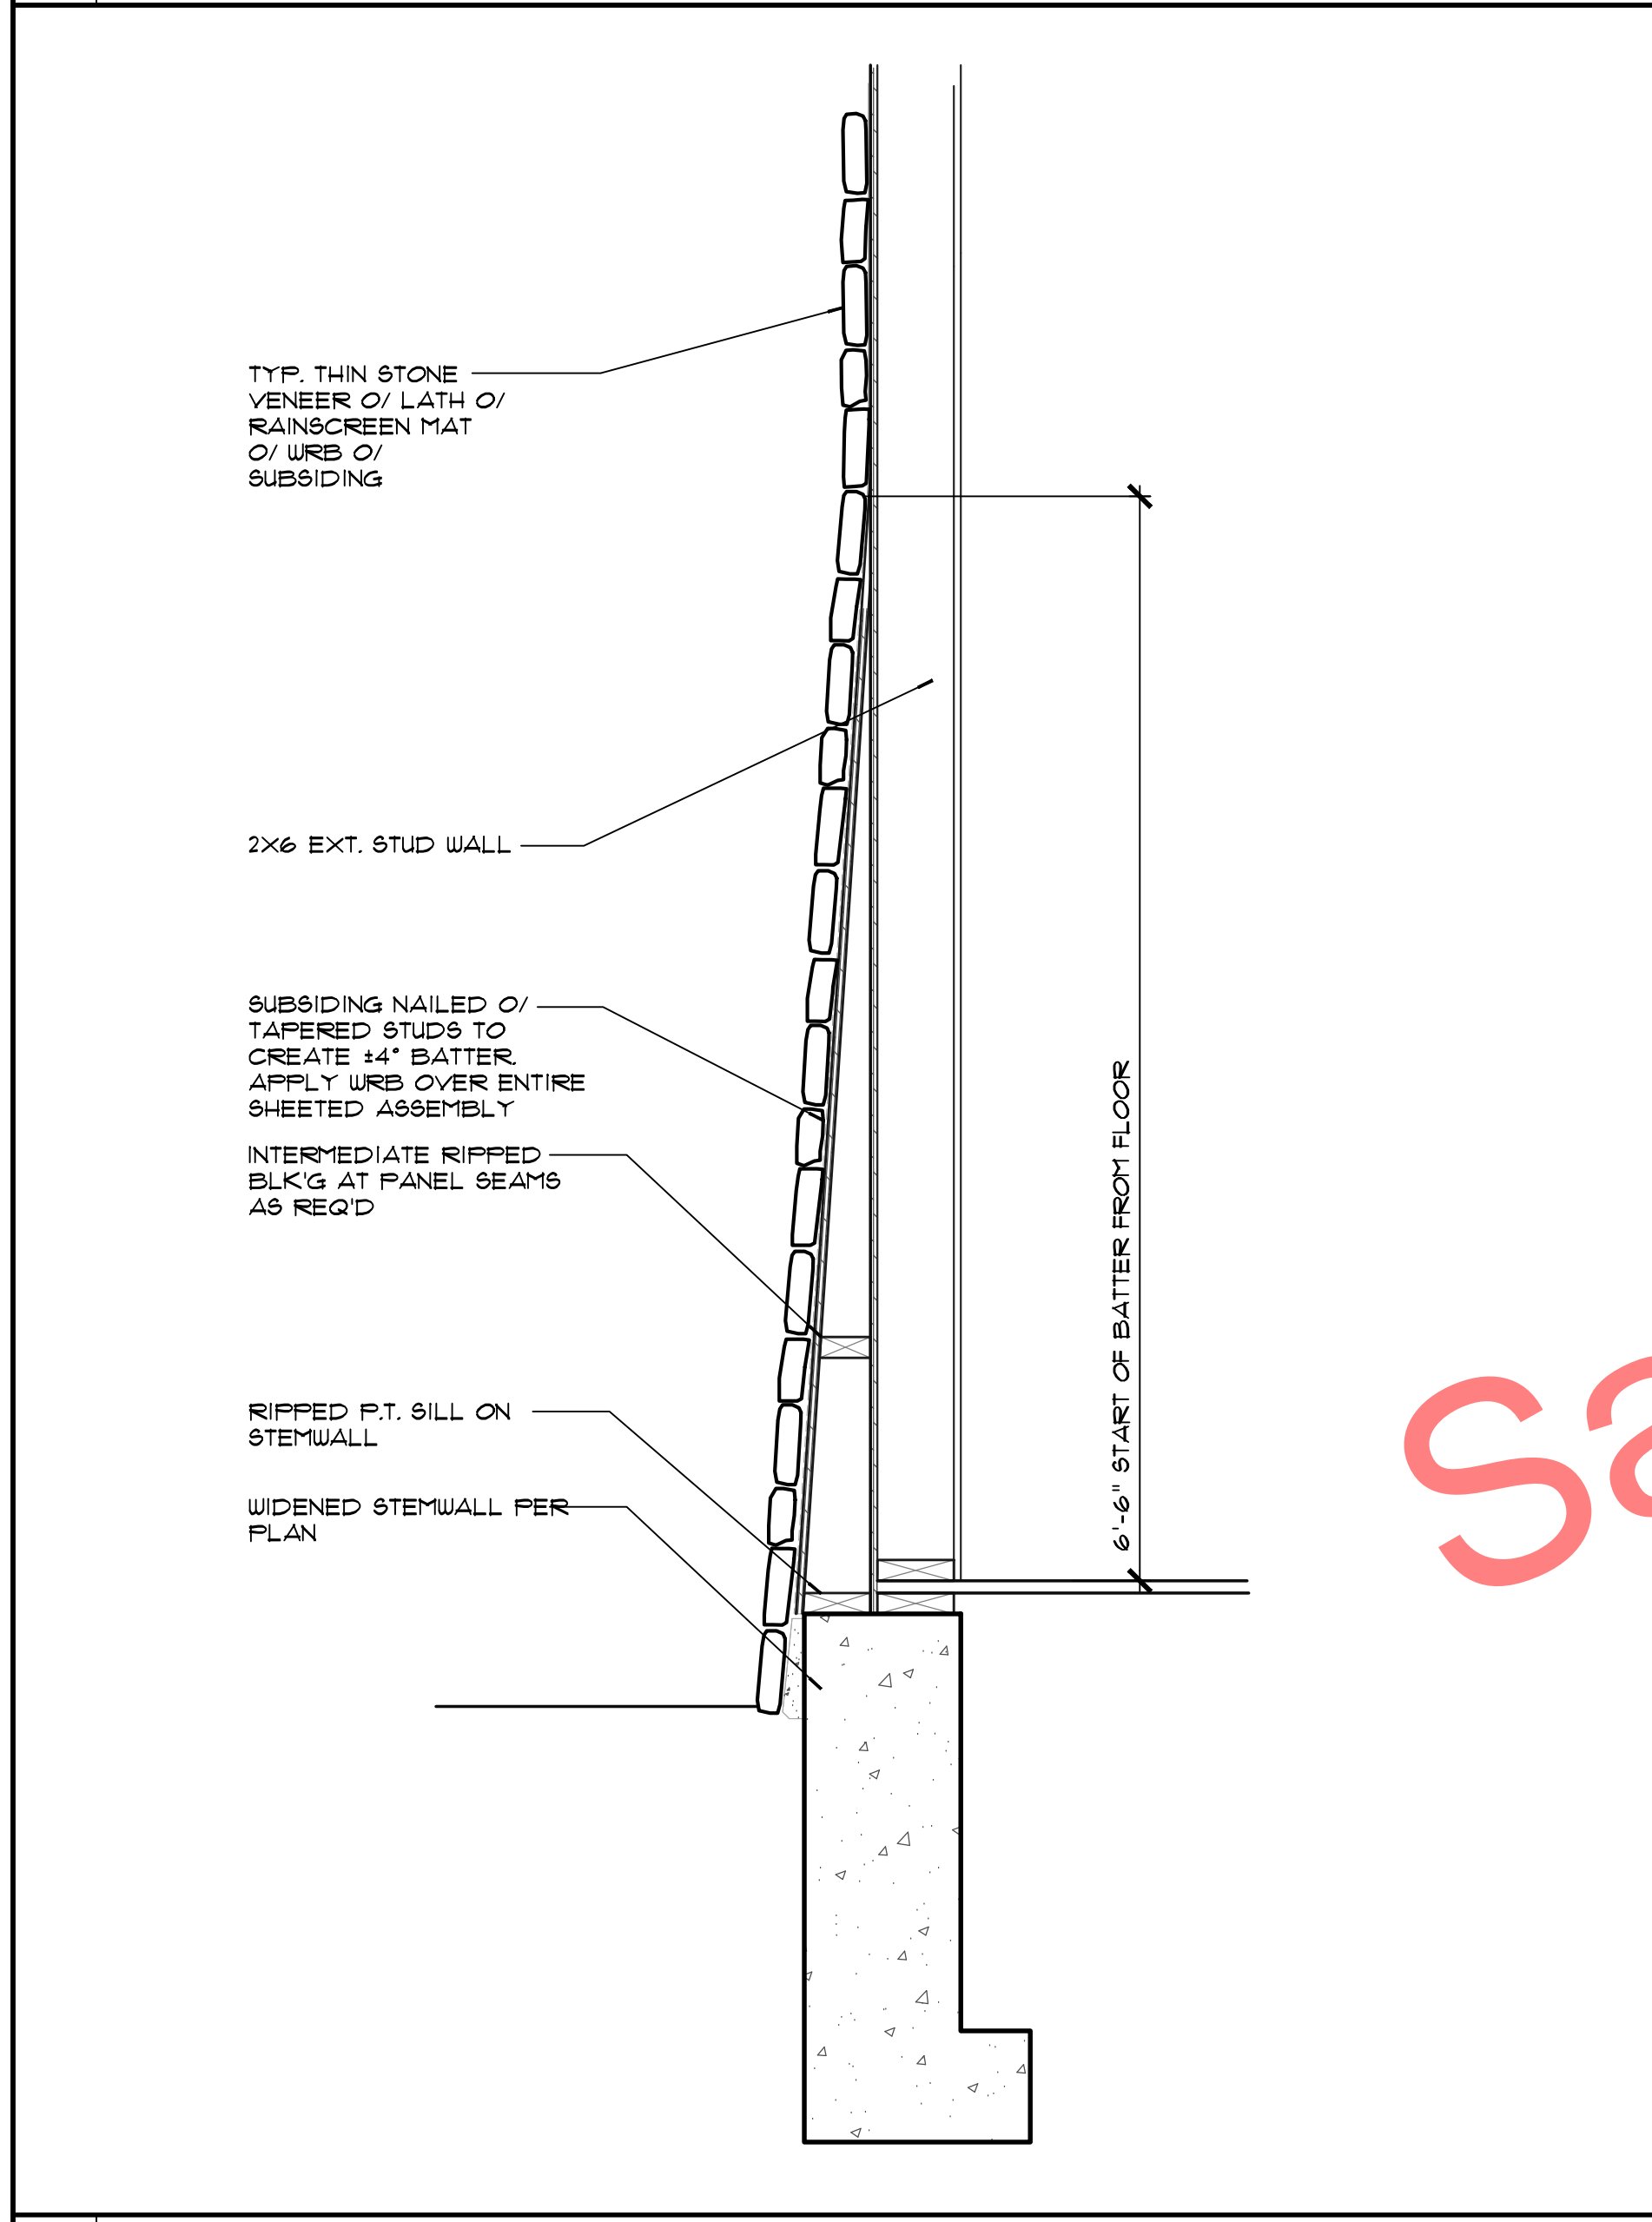 TYP. THIN STONE
VENEER O/ LATH O/
RAINSCREEN MAT
O/ WRB O/
SUBSIDING
2X6 EXT. STUD WALL
SUBSIDING NAILED O/
TAPERED STUDS TO
CREATE ±4° BATTER.
APPLY WRB OVER ENTIRE
SHEETED ASSEMBLY
INTERMEDIATE RIPPED
BLK'G AT PANEL SEAMS
AS REQ'D
RIPPED P.T. SILL ON
STEMWALL
WIDENED STEMWALL PER
PLAN
6'-6" START OF BATTER FROM FLOOR